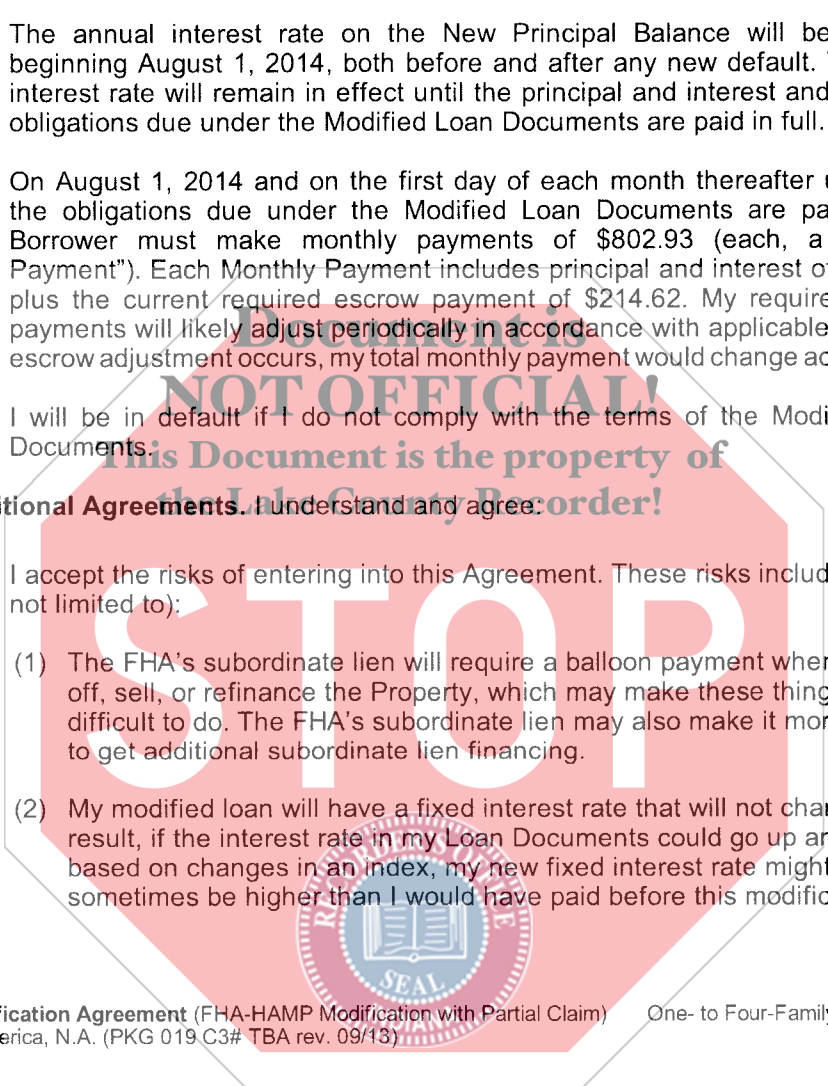 The annual interest rate on the New Principal Balance will be
beginning August 1, 2014, both before and after any new default.
interest rate will remain in effect until the principal and interest and
obligations due under the Modified Loan Documents are paid in full.
On August 1, 2014 and on the first day of each month thereafter
the obligations due under the Modified Loan Documents are pa
Borrower must make monthly payments of $802.93 (each, a
Payment"). Each Monthly Payment includes principal and interest o
plus the current required escrow payment of $214.62. My require
payments will likely adjust periodically in accordance with applicable
escrow adjustment occurs, my total monthly payment would change ac
Document is
NOT OFFICIAL!
This Document is the property of
the Lake County Recorder!
I will be in default if I do not comply with the terms of the Modi
Documents.
itional Agreements. I understand and agree:
I accept the risks of entering into this Agreement. These risks includ
not limited to):
(1) The FHA's subordinate lien will require a balloon payment when
off, sell, or refinance the Property, which may make these thing
difficult to do. The FHA's subordinate lien may also make it mor
to get additional subordinate lien financing.
(2) My modified loan will have a fixed interest rate that will not char
result, if the interest rate in my Loan Documents could go up an
based on changes in an index, my new fixed interest rate might
sometimes be higher than I would have paid before this modific
STOP
RECORDER'S OFFICE
SEAL
INDIANA
fication Agreement (FHA-HAMP Modification with Partial Claim) One- to Four-Family
erica, N.A. (PKG 019 C3# TBA rev. 09/13)